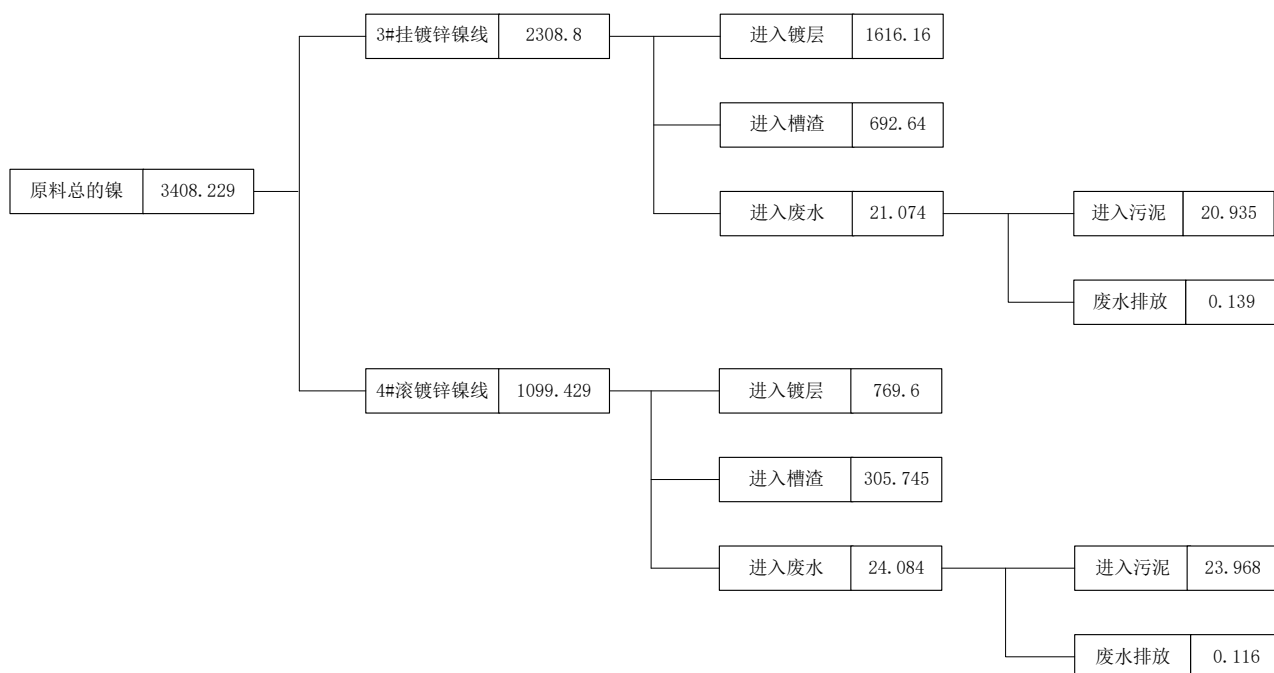 3#挂镀锌镍线 2308.8 进入镀层 1616.16
进入槽渣 692.64
原料总的镍 3408.229 进入废水 21.074 进入污泥 20.935
废水排放 0.139
4#滚镀锌镍线 1099.429 进入镀层 769.6
进入槽渣 305.745
进入废水 24.084 进入污泥 23.968
废水排放 0.116